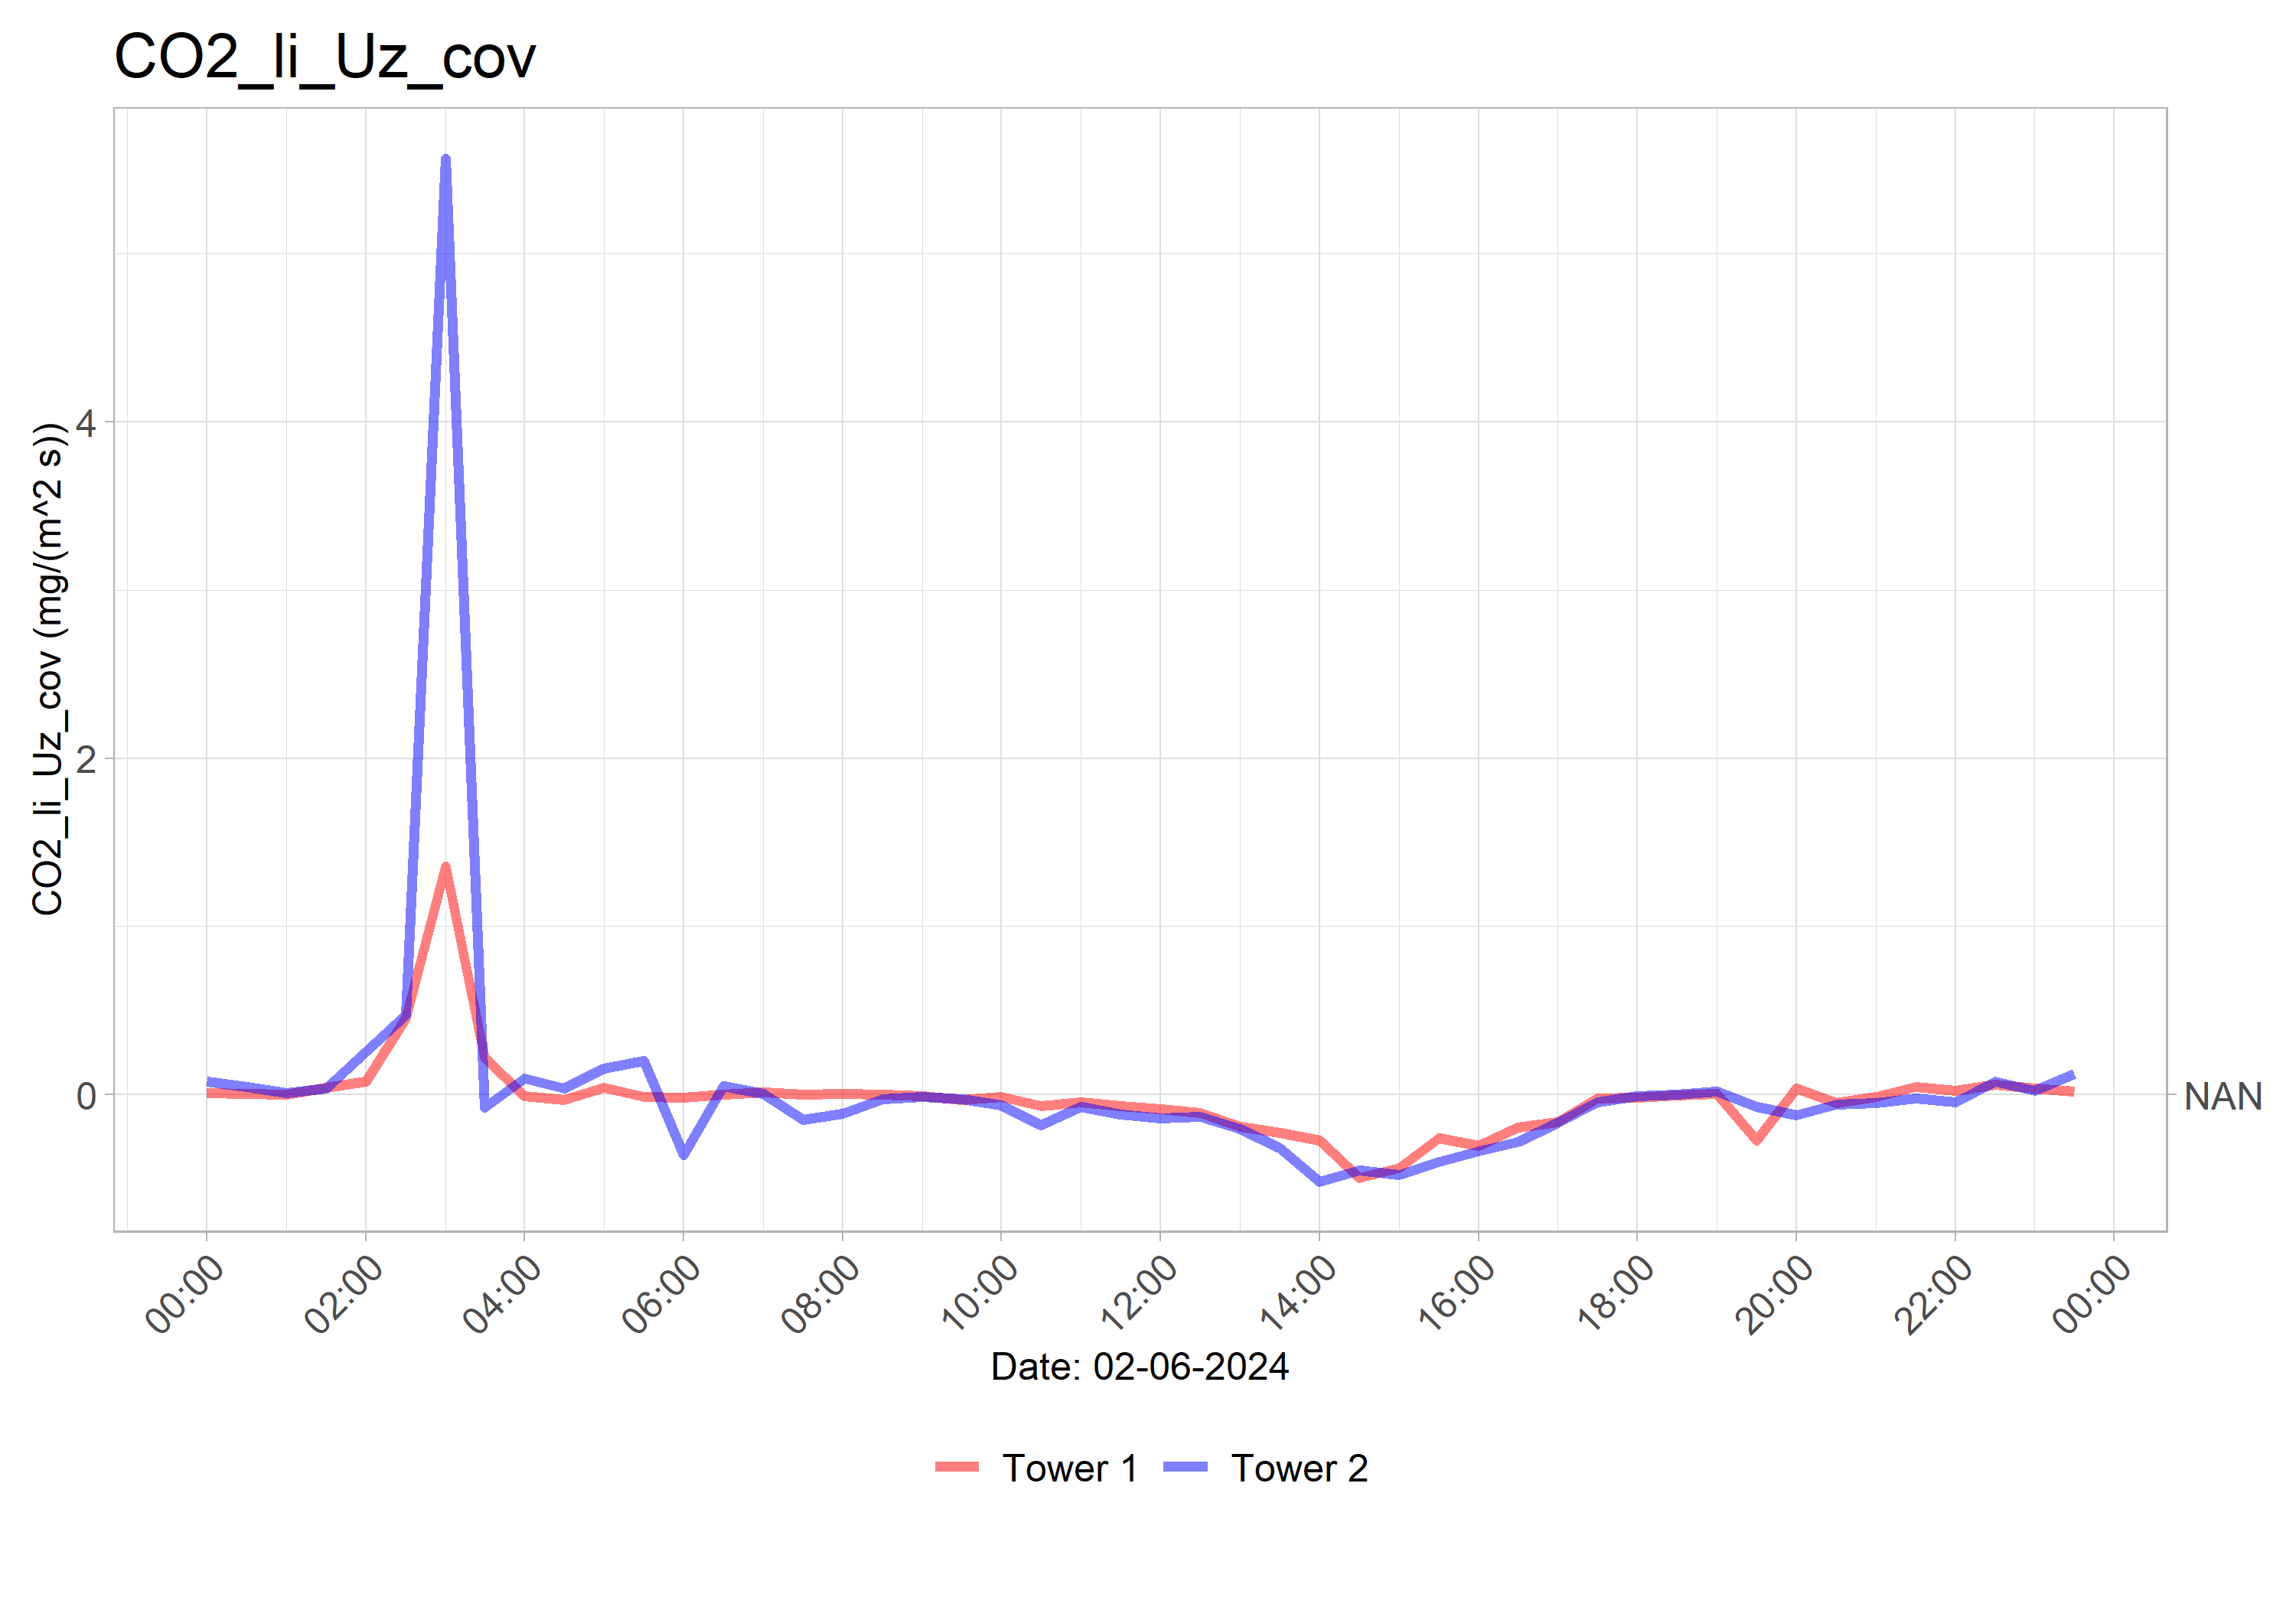 CO2_li_Uz_cov
CO2_li_Uz_cov (mg/(m^2 s))
4
2
0
NAN
00:00 02:00 04:00 06:00 08:00 10:00 12:00 14:00 16:00 18:00 20:00 22:00 00:00
Date: 02-06-2024
Tower 1 Tower 2